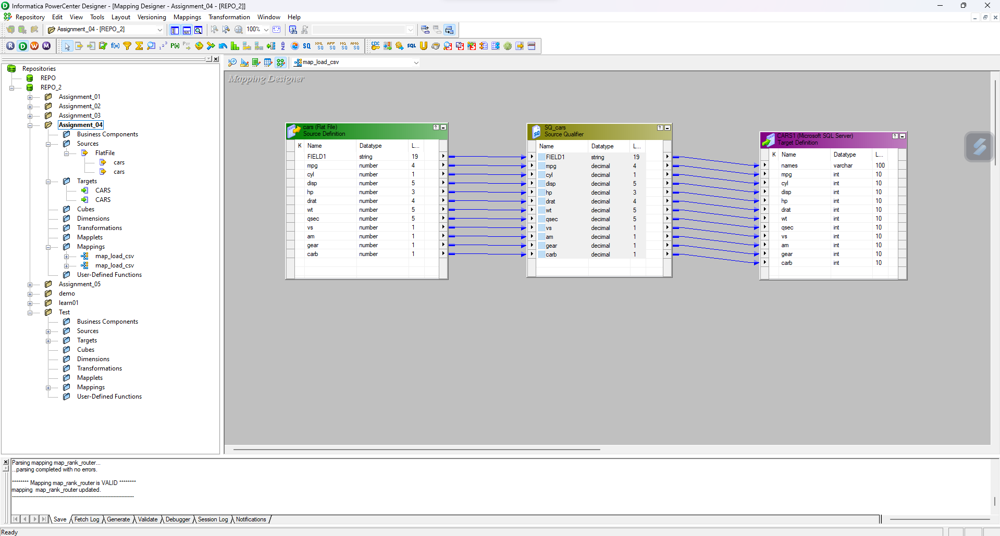 Informatica PowerCenter Designer - [Mapping Designer - Assignment_04 - [REPO_2]]
Repository Edit View Tools Layout Versioning Mappings Transformation Window Help
Assignment_04 - [REPO_2]
100%
R D W M
f(x)
P(x)
SQ
XML SQ
APP SQ
MQ SQ
AMG SQ
CDC
SQL
map_load_csv
Mapping Designer
Repositories
REPO
REPO_2
Assignment_01
Assignment_02
Assignment_03
Assignment_04
Business Components
Sources
FlatFile
cars
cars
Targets
CARS
CARS
Cubes
Dimensions
Transformations
Mapplets
Mappings
map_load_csv
map_load_csv
User-Defined Functions
Assignment_05
demo
learn01
Test
Business Components
Sources
Targets
Cubes
Dimensions
Transformations
Mapplets
Mappings
User-Defined Functions
cars (Flat File)
Source Definition
K Name Datatype L...
FIELD1 string 19
mpg number 4
cyl number 1
disp number 5
hp number 3
drat number 4
wt number 5
qsec number 5
vs number 1
am number 1
gear number 1
carb number 1
SQ_cars
Source Qualifier
Name Datatype L...
FIELD1 string 19
mpg decimal 4
cyl decimal 1
disp decimal 5
hp decimal 3
drat decimal 4
wt decimal 5
qsec decimal 5
vs decimal 1
am decimal 1
gear decimal 1
carb decimal 1
CARS1 (Microsoft SQL Server)
Target Definition
K Name Datatype L...
names varchar 100
mpg int 10
cyl int 10
disp int 10
hp int 10
drat int 10
wt int 10
qsec int 10
vs int 10
am int 10
gear int 10
carb int 10
Parsing mapping map_rank_router...
...parsing completed with no errors.
******** Mapping map_rank_router is VALID ********
mapping map_rank_router updated.
Save Fetch Log Generate Validate Debugger Session Log Notifications
Ready